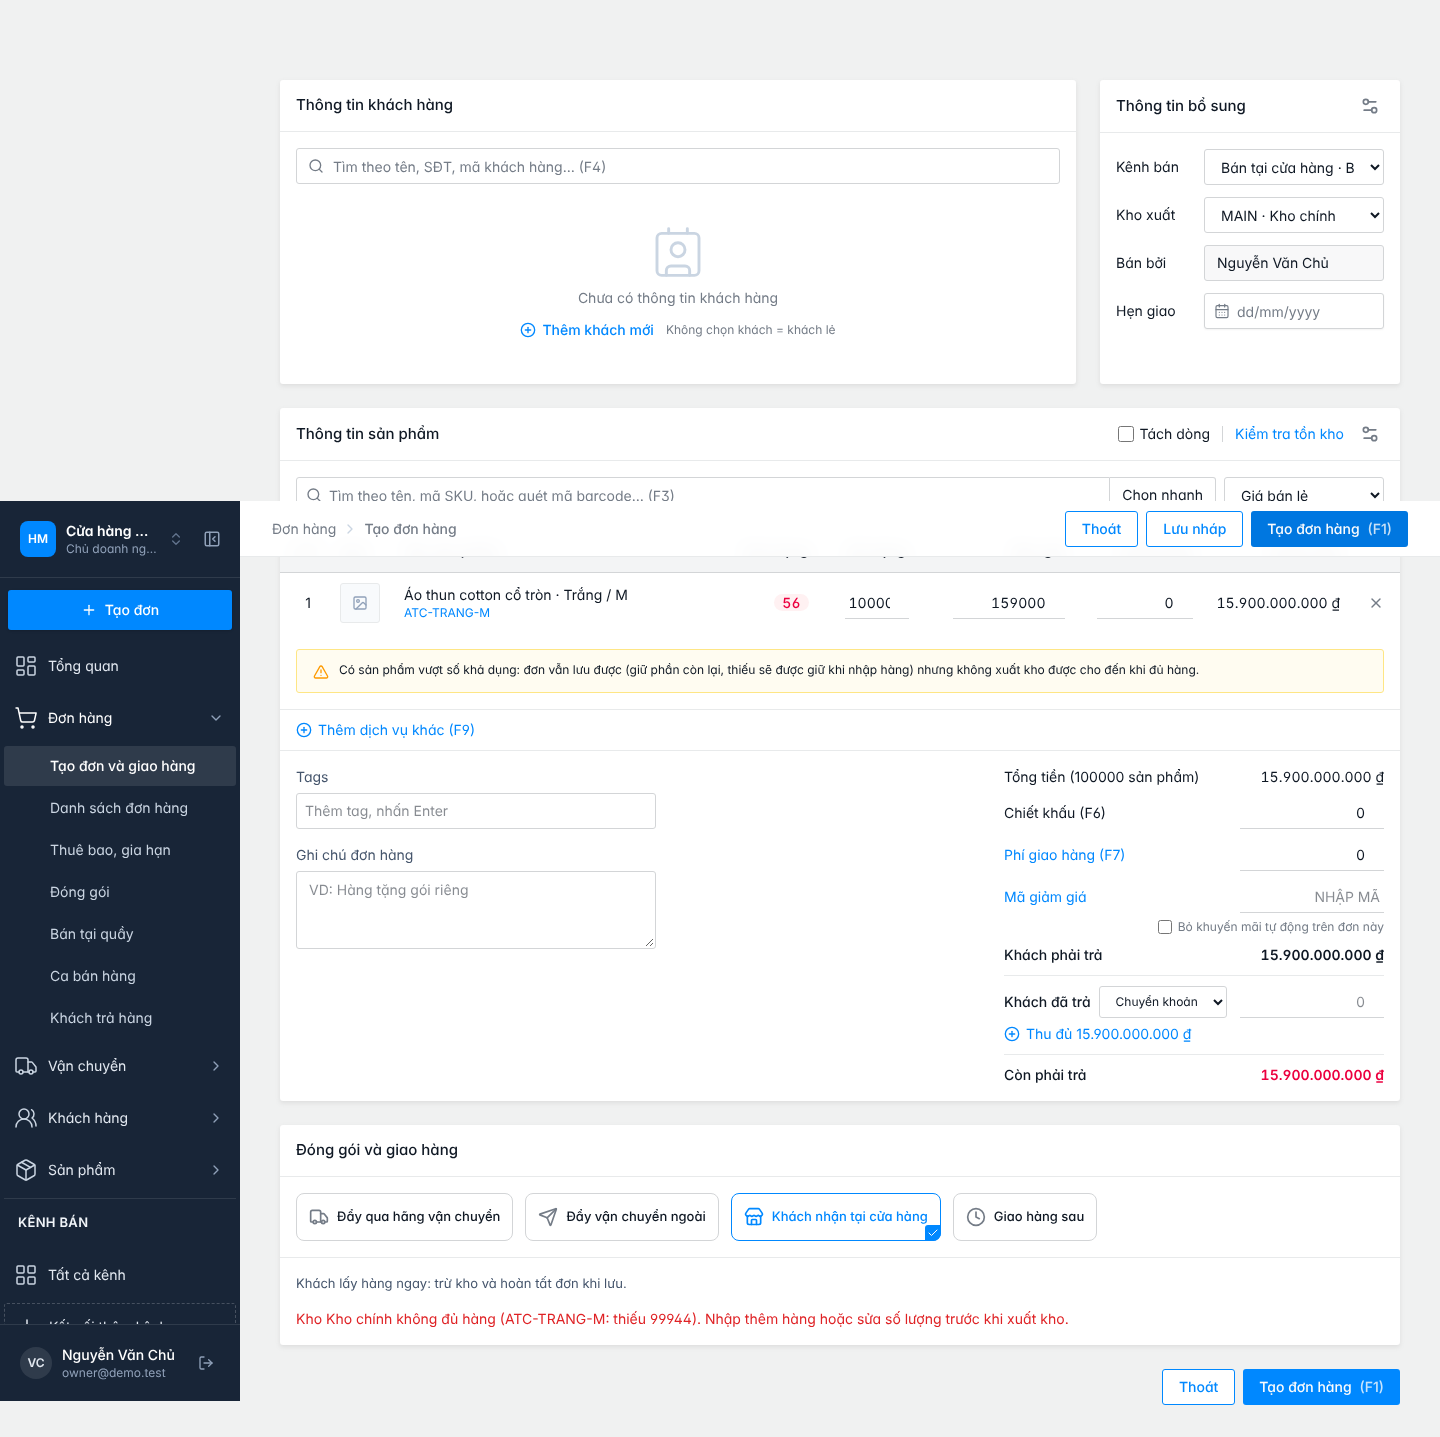 Thông tin khách hàng
Tìm theo tên, SĐT, mã khách hàng... (F4)
Chưa có thông tin khách hàng
Thêm khách mới
Không chọn khách = khách lẻ
Thông tin bổ sung
Kênh bán
Bán tại cửa hàng · B
Kho xuất
MAIN · Kho chính
Bán bởi
Nguyễn Văn Chủ
Hẹn giao
dd/mm/yyyy
Thông tin sản phẩm
Tách dòng
Kiểm tra tồn kho
Tìm theo tên, mã SKU, hoặc quét mã barcode... (F3)
Chọn nhanh
Giá bán lẻ
HM
Cửa hàng ...
Chủ doanh ng...
Đơn hàng
Tạo đơn hàng
Thoát
Lưu nháp
Tạo đơn hàng (F1)
1
Áo thun cotton cổ tròn · Trắng / M
ATC-TRANG-M
56
10000
159000
0
15.900.000.000 ₫
Có sản phẩm vượt số khả dụng: đơn vẫn lưu được (giữ phần còn lại, thiếu sẽ được giữ khi nhập hàng) nhưng không xuất kho được cho đến khi đủ hàng.
Thêm dịch vụ khác (F9)
Tags
Thêm tag, nhấn Enter
Ghi chú đơn hàng
VD: Hàng tặng gói riêng
Tổng tiền (100000 sản phẩm)
15.900.000.000 ₫
Chiết khấu (F6)
0
Phí giao hàng (F7)
0
Mã giảm giá
NHẬP MÃ
Bỏ khuyến mãi tự động trên đơn này
Khách phải trả
15.900.000.000 ₫
Khách đã trả
Chuyển khoản
0
Thu đủ 15.900.000.000 ₫
Còn phải trả
15.900.000.000 ₫
Tạo đơn
Tổng quan
Đơn hàng
Tạo đơn và giao hàng
Danh sách đơn hàng
Thuê bao, gia hạn
Đóng gói
Bán tại quầy
Ca bán hàng
Khách trả hàng
Vận chuyển
Khách hàng
Sản phẩm
KÊNH BÁN
Tất cả kênh
Nguyễn Văn Chủ
VC
owner@demo.test
Đóng gói và giao hàng
Đẩy qua hãng vận chuyển
Đẩy vận chuyển ngoài
Khách nhận tại cửa hàng
Giao hàng sau
Khách lấy hàng ngay: trừ kho và hoàn tất đơn khi lưu.
Kho Kho chính không đủ hàng (ATC-TRANG-M: thiếu 99944). Nhập thêm hàng hoặc sửa số lượng trước khi xuất kho.
Thoát
Tạo đơn hàng (F1)